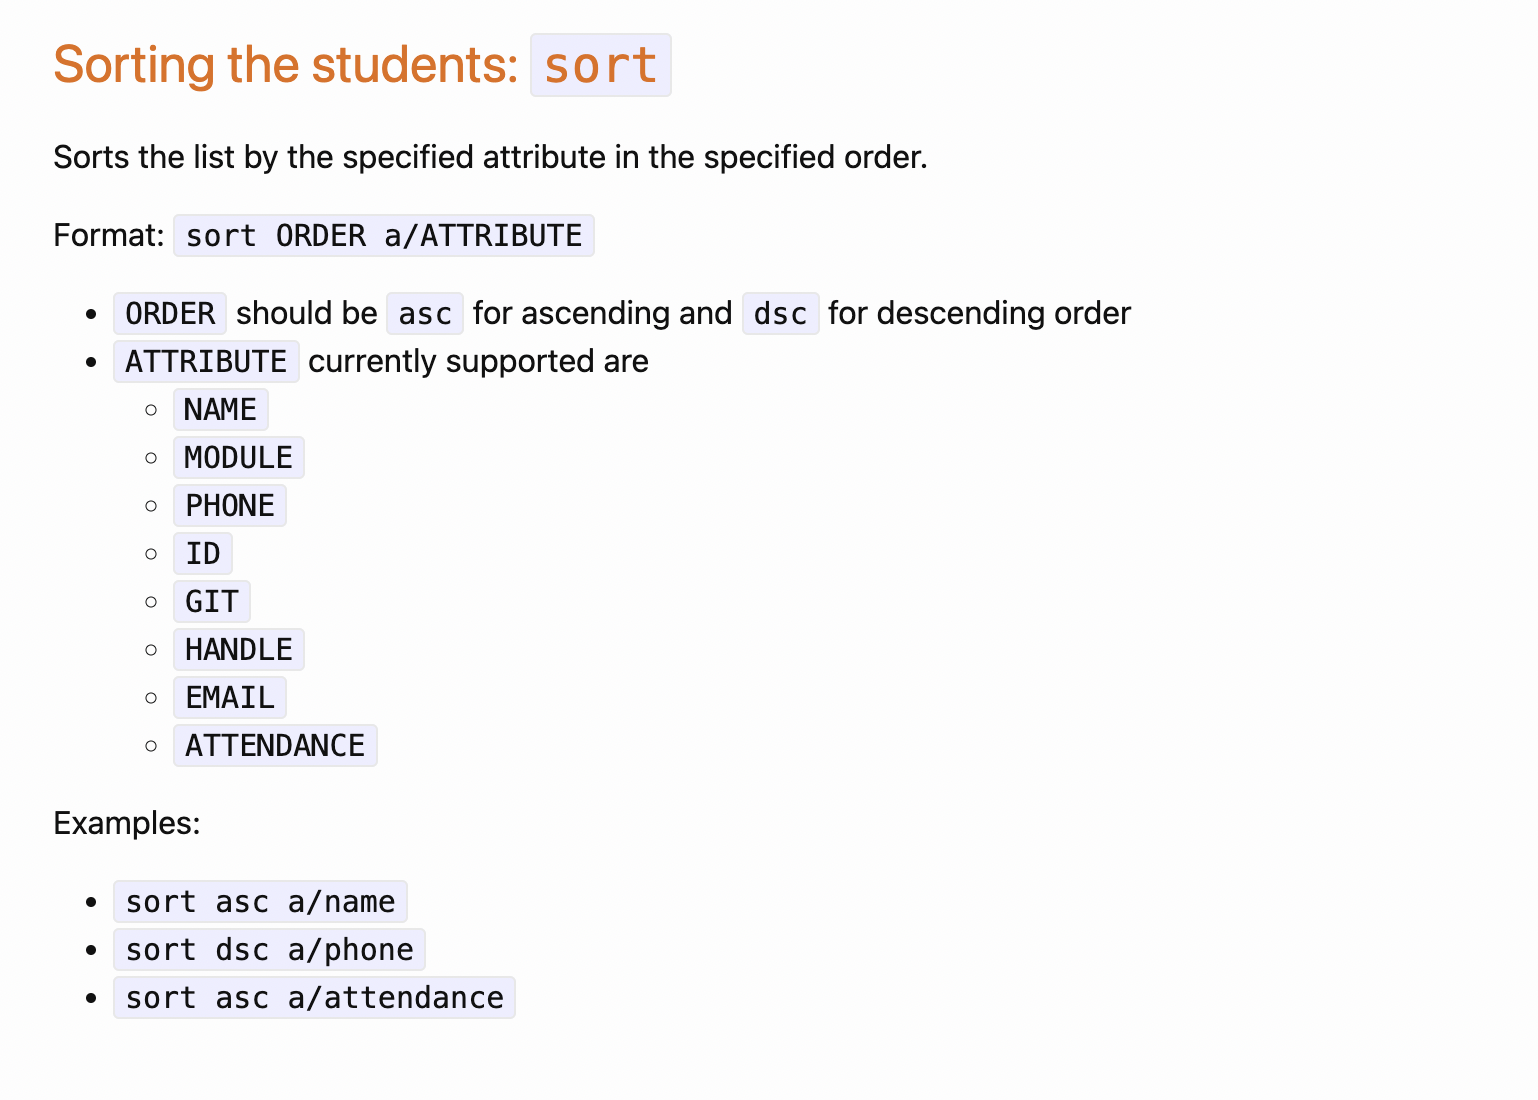 Sorting the students: sort
Sorts the list by the specified attribute in the specified order.
Format: sort ORDER a/ATTRIBUTE
ORDER should be asc for ascending and dsc for descending order
ATTRIBUTE currently supported are
NAME
MODULE
PHONE
ID
GIT
HANDLE
EMAIL
ATTENDANCE
Examples:
sort asc a/name
sort dsc a/phone
sort asc a/attendance